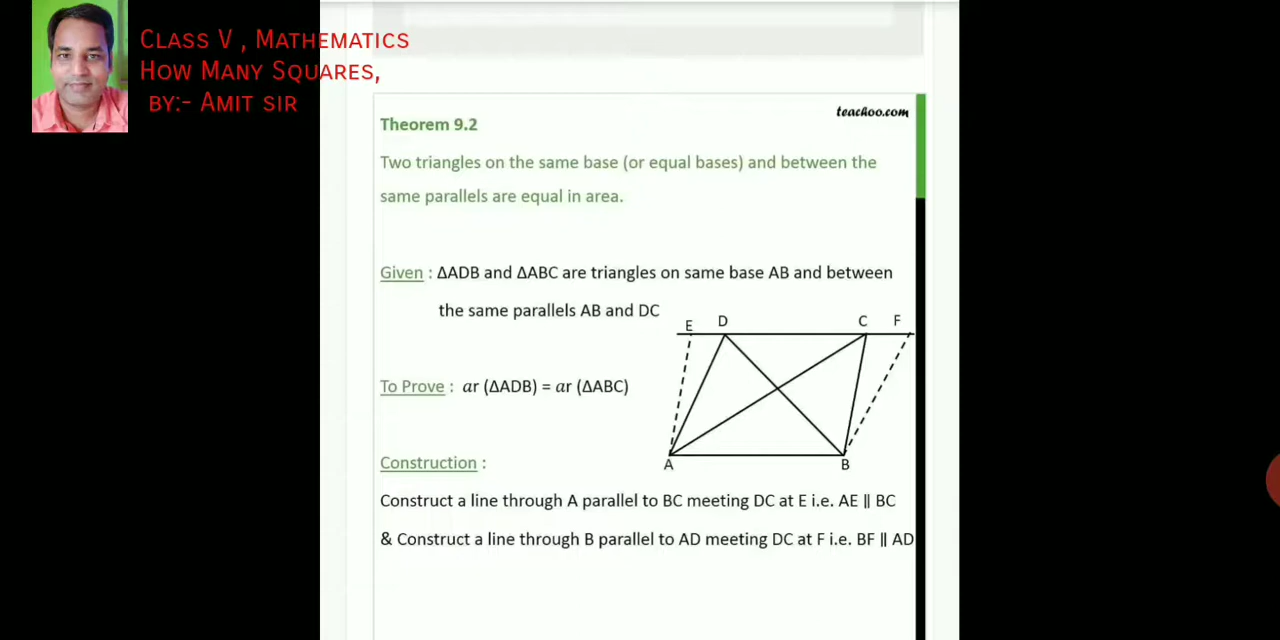 CLASS V , MATHEMATICS
HOW MANY SQUARES,
BY:- AMIT SIR
teachoo.com
Theorem 9.2
Two triangles on the same base (or equal bases) and between the
same parallels are equal in area.
Given : ΔADB and ΔABC are triangles on same base AB and between
the same parallels AB and DC
E D C F
To Prove : ar (ΔADB) = ar (ΔABC)
A B
Construction :
Construct a line through A parallel to BC meeting DC at E i.e. AE || BC
& Construct a line through B parallel to AD meeting DC at F i.e. BF || AD